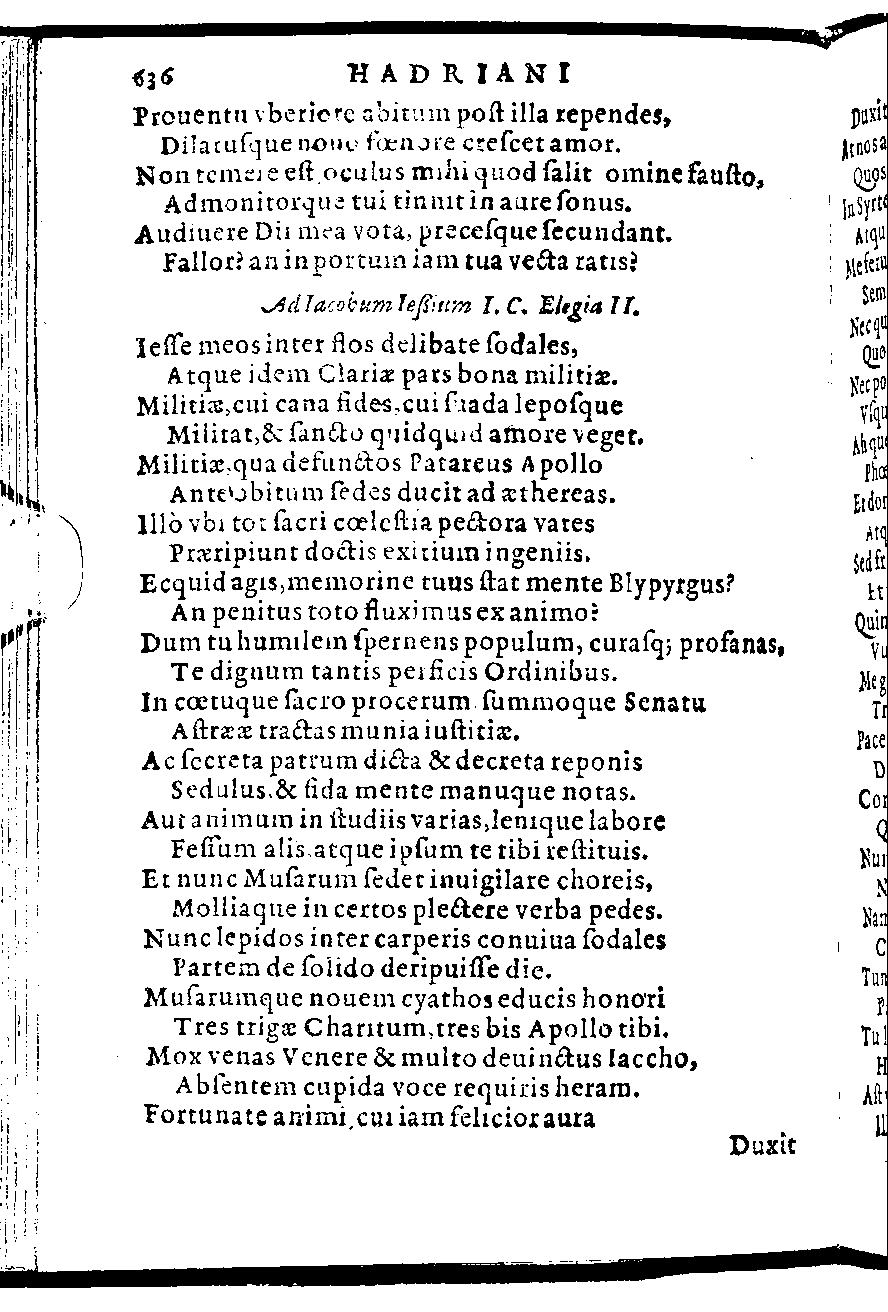 636 HADRIANI
Prouentu vberiore abitum poſt illa rependes,
Dilatuſque nouo fœnore creſcet amor.
Non temere eſt, oculus mihi quod ſalit omine fauſto,
Admonitorque tui tinnit in aure ſonus.
Audiuere Dii mea vota, preceſque ſecundant.
Fallor? an in portum iam tua vecta ratis?
Ad Iacobum Ieſſium I. C. Elegia II.
Ieſſe meos inter flos delibate ſodales,
Atque idem Clariæ pars bona militiæ.
Militiæ, cui cana fides, cui ſuada lepoſque
Militat, & ſancto quidquid amore veget.
Militiæ, qua defunctos Patareus Apollo
Ante obitum ſedes ducit ad æthereas.
Illò vbi tot ſacri cœleſtia pectora vates
Præripiunt doctis exitium ingeniis.
Ecquid agis, memorine tuus ſtat mente Blypyrgus?
An penitus toto fluximus ex animo?
Dum tu humilem ſpernens populum, curaſq; profanas,
Te dignum tantis perficis Ordinibus.
In cœtuque ſacro procerum ſummoque Senatu
Aſtrææ tractas munia iuſtitiæ.
Ac ſecreta patrum dicta & decreta reponis
Sedulus, & fida mente manuque notas.
Aut animum in ſtudiis varias, lenique labore
Feſſum alis, atque ipſum te tibi reſtituis.
Et nunc Muſarum ſedet inuigilare choreis,
Molliaque in certos plectere verba pedes.
Nunc lepidos inter carperis conuiua ſodales
Partem de ſolido deripuiſſe die.
Muſarumque nouem cyathos educis honori
Tres trigæ Charitum, tres bis Apollo tibi.
Mox venas Venere & multo deuinctus Iaccho,
Abſentem cupida voce requiris heram.
Fortunate animi, cui iam felicior aura
Duxit